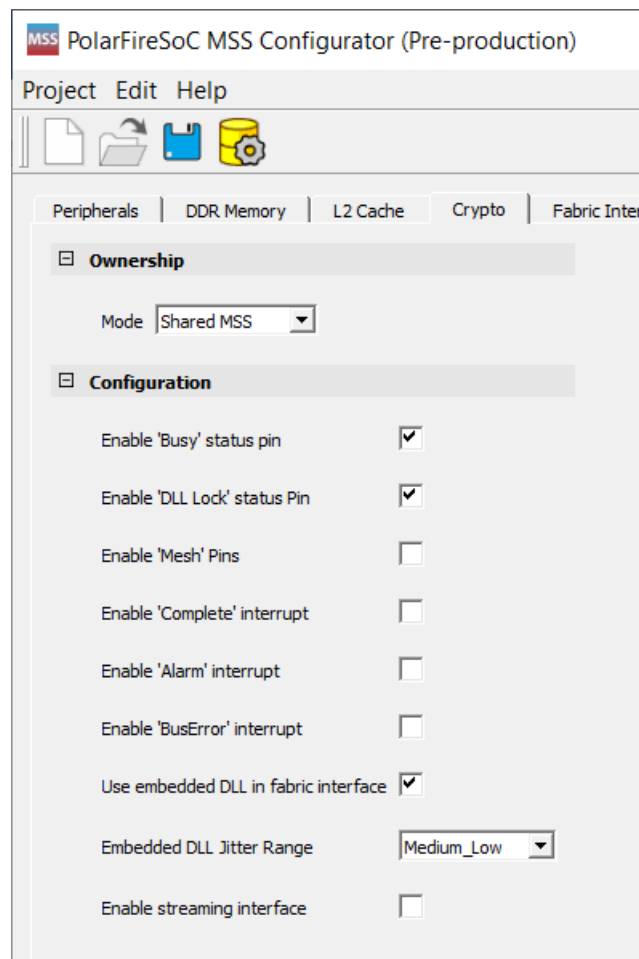 MSS PolarFireSoC MSS Configurator (Pre-production)
Project Edit Help
Peripherals DDR Memory L2 Cache Crypto Fabric Inter
Ownership
Mode Shared MSS
Configuration
Enable 'Busy' status pin
Enable 'DLL Lock' status Pin
Enable 'Mesh' Pins
Enable 'Complete' interrupt
Enable 'Alarm' interrupt
Enable 'BusError' interrupt
Use embedded DLL in fabric interface
Embedded DLL Jitter Range Medium_Low
Enable streaming interface